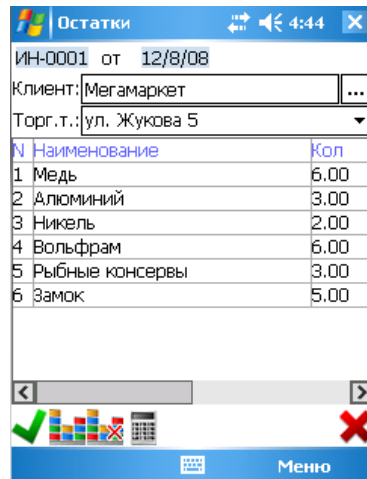 Остатки 4:44
ИН-0001 от 12/8/08
Клиент: Мегамаркет ...
Торг.т.: ул. Жукова 5
N Наименование Кол
1 Медь 6.00
2 Алюминий 3.00
3 Никель 2.00
4 Вольфрам 6.00
5 Рыбные консервы 3.00
6 Замок 5.00
Меню